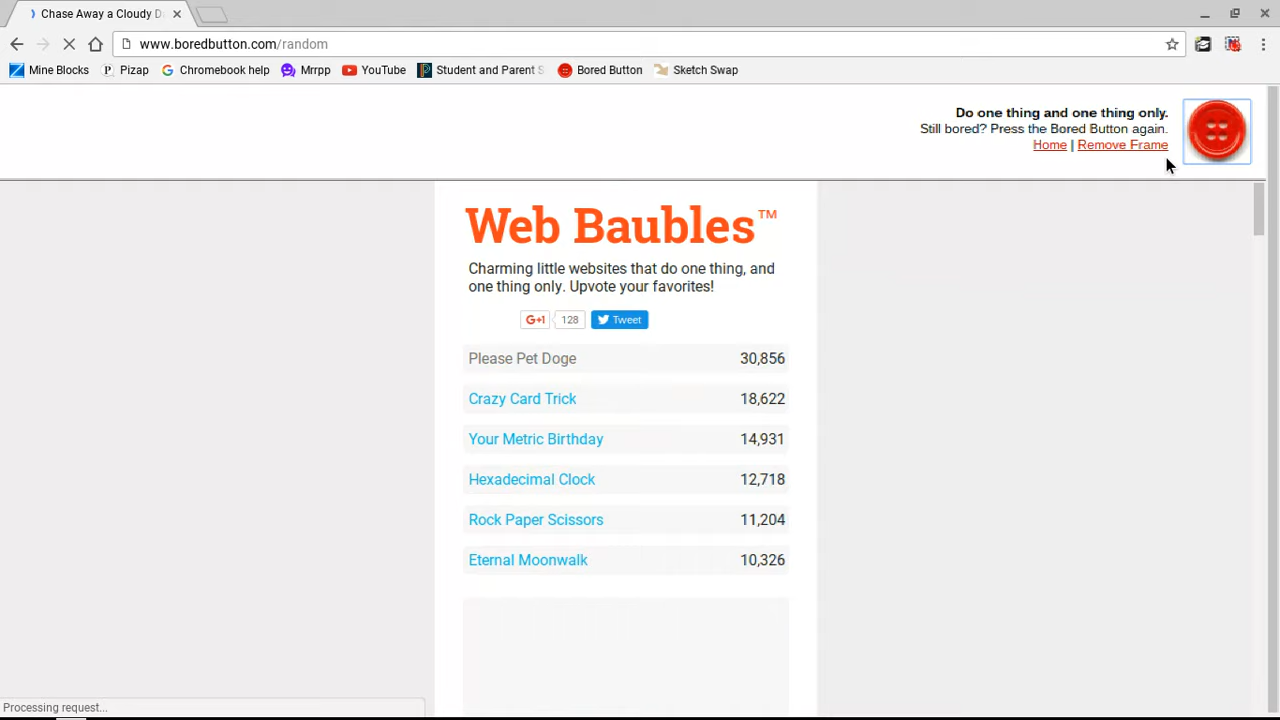 Chase Away a Cloudy D
www.boredbutton.com/random
Mine Blocks
Pizap
Chromebook help
Mrrpp
YouTube
Student and Parent S
Bored Button
Sketch Swap
Do one thing and one thing only.
Still bored? Press the Bored Button again.
Home | Remove Frame
Web Baubles™
Charming little websites that do one thing, and
one thing only. Upvote your favorites!
G+1 128 Tweet
Please Pet Doge 30,856
Crazy Card Trick 18,622
Your Metric Birthday 14,931
Hexadecimal Clock 12,718
Rock Paper Scissors 11,204
Eternal Moonwalk 10,326
Processing request...